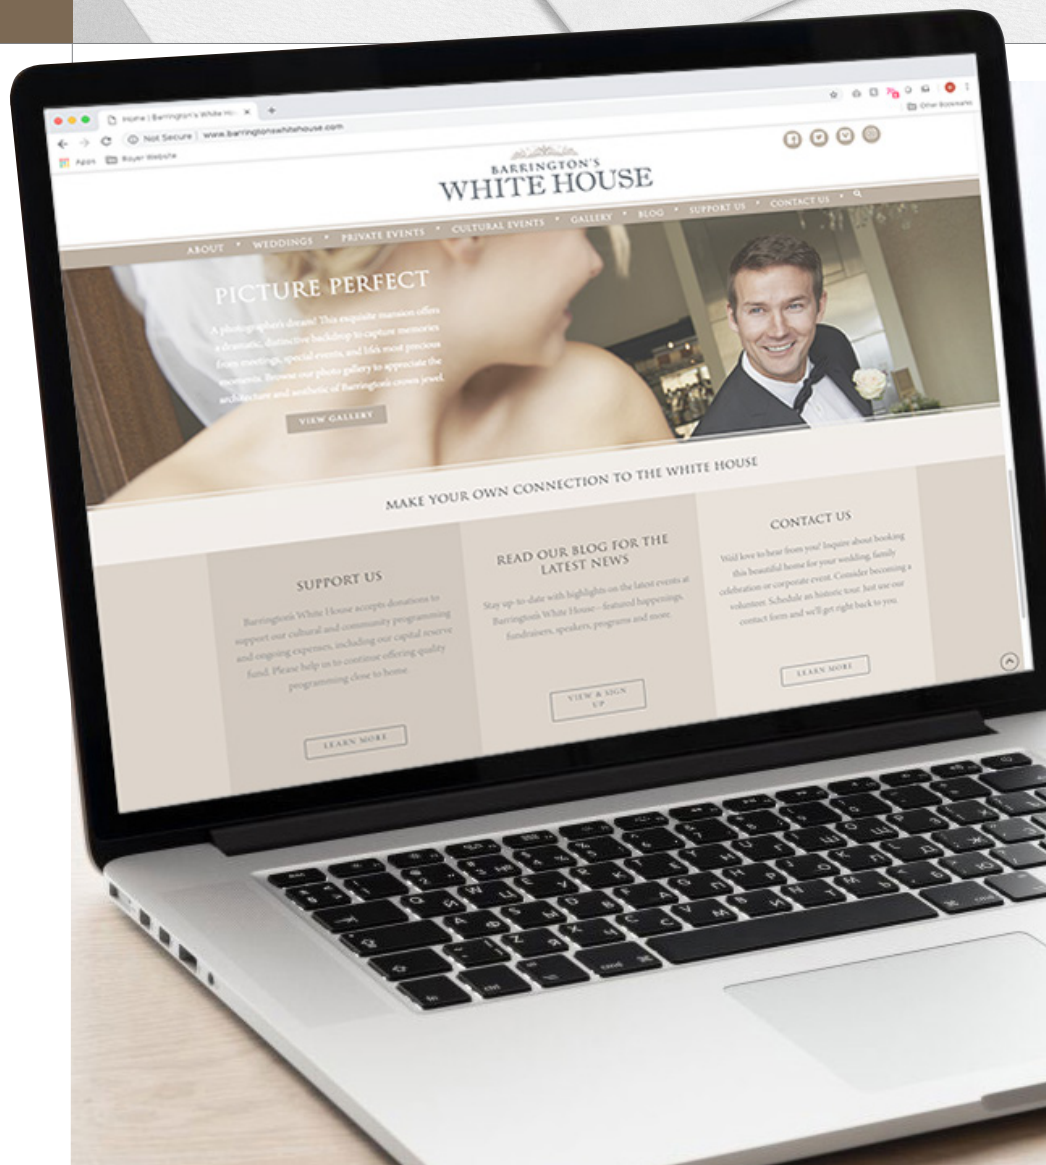 Home | Barrington's White Ho
Not Secure | www.barringtonswhitehouse.com
Apps Royer Website
Other Bookmarks
BARRINGTON'S
WHITE HOUSE
ABOUT • WEDDINGS • PRIVATE EVENTS • CULTURAL EVENTS • GALLERY • BLOG • SUPPORT US • CONTACT US •
PICTURE PERFECT
A photographer's dream! This exquisite mansion offers
a dramatic, distinctive backdrop to capture memories
from meetings, special events, and life's most precious
moments. Browse our photo gallery to appreciate the
architecture and aesthetic of Barrington's crown jewel.
VIEW GALLERY
MAKE YOUR OWN CONNECTION TO THE WHITE HOUSE
SUPPORT US
Barrington's White House accepts donations to
support our cultural and community programming
and ongoing expenses, including our capital reserve
fund. Please help us to continue offering quality
programming close to home.
LEARN MORE
READ OUR BLOG FOR THE
LATEST NEWS
Stay up-to-date with highlights on the latest events at
Barrington's White House—featured happenings,
fundraisers, speakers, programs and more.
VIEW & SIGN
UP
CONTACT US
We'd love to hear from you! Inquire about booking
this beautiful home for your wedding, family
celebration or corporate event. Consider becoming a
volunteer. Schedule an historic tour. Just use our
contact form and we'll get right back to you.
LEARN MORE